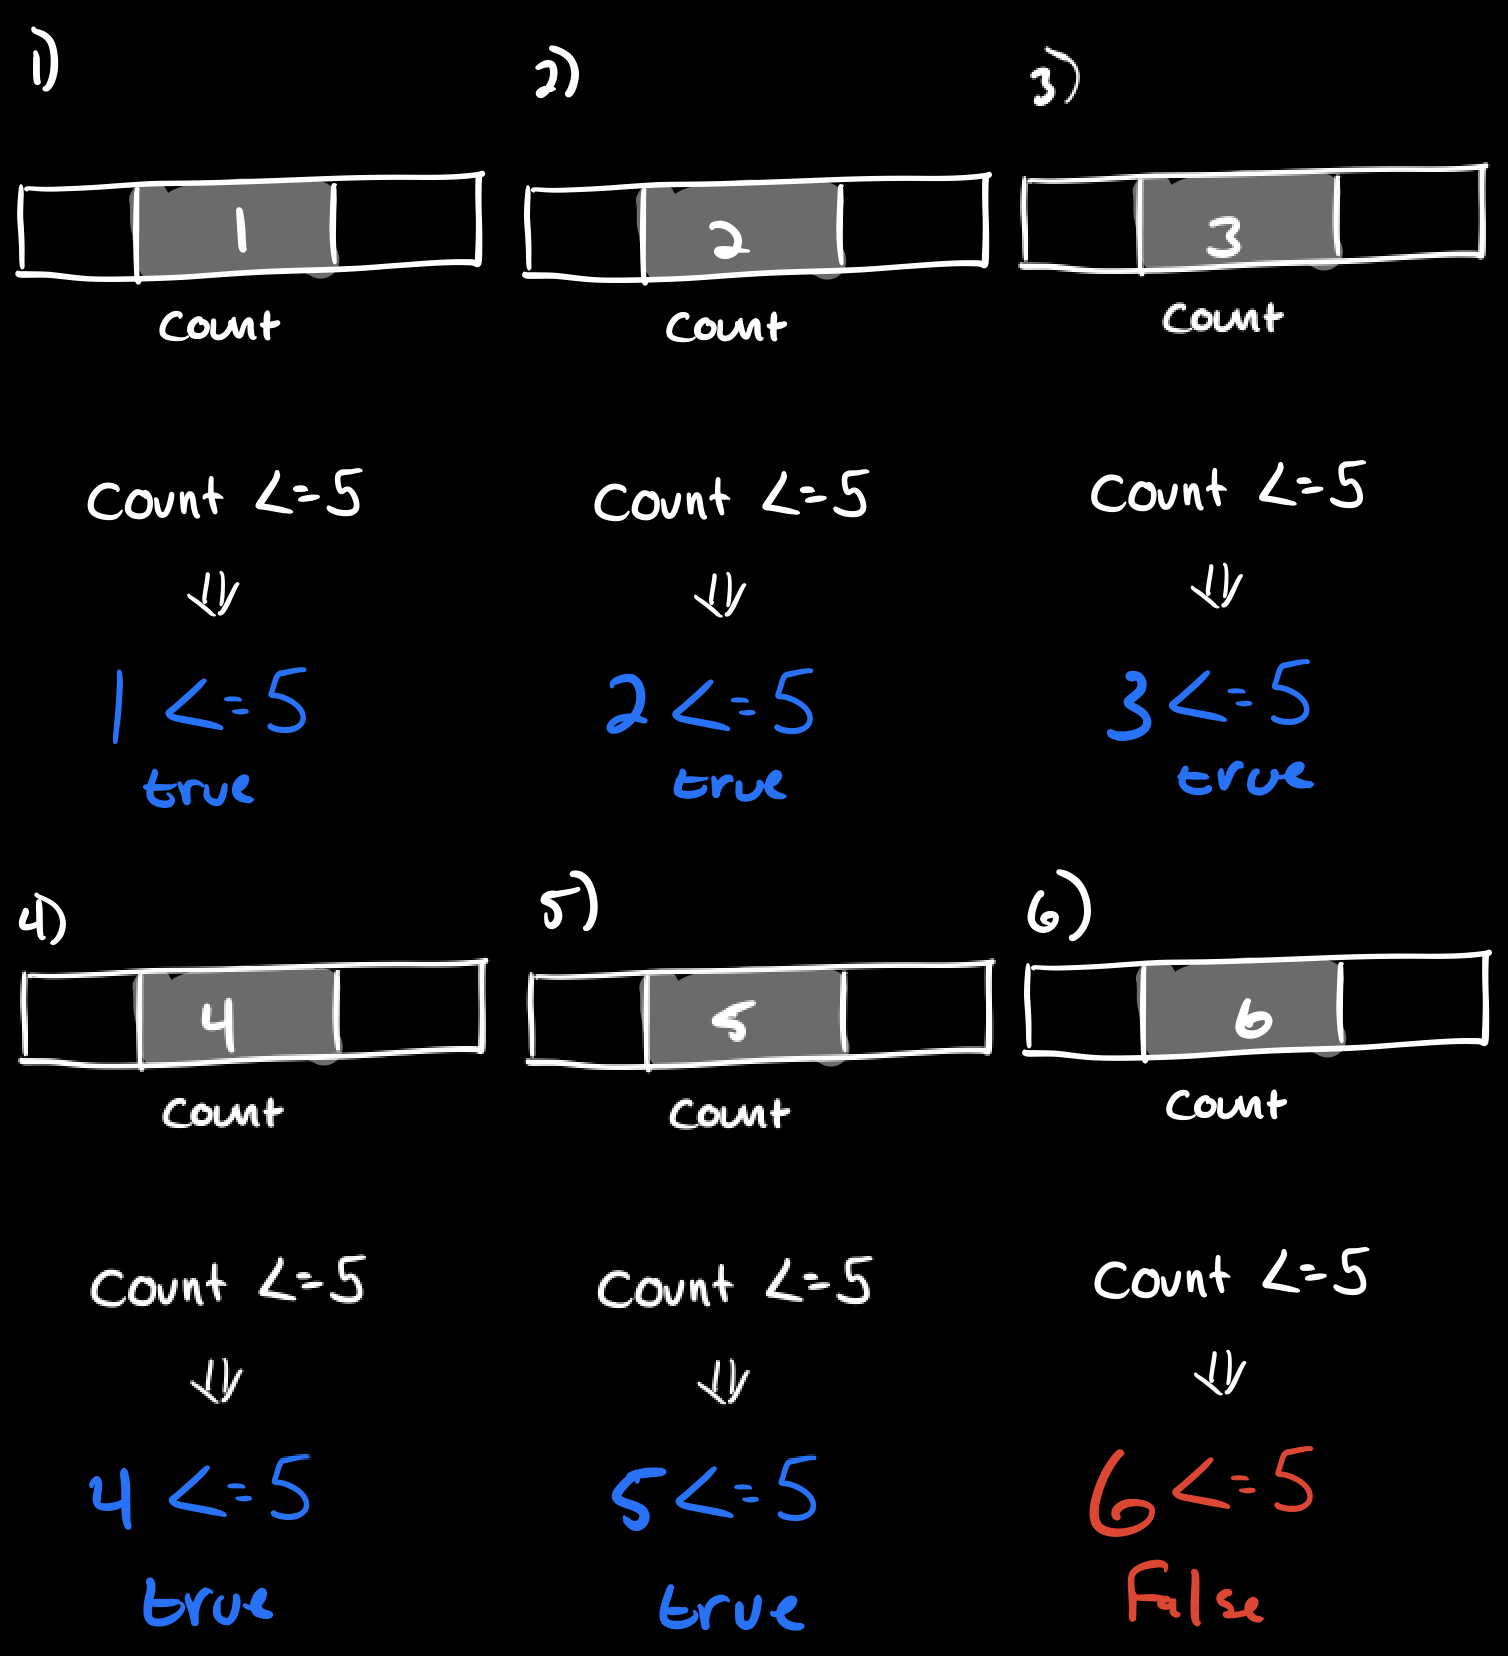 1)
1
Count
Count <=5
1 <=5
true
2)
2
Count
Count <=5
2 <=5
true
3)
3
Count
Count <=5
3 <=5
true
4)
4
Count
Count <=5
4 <=5
true
5)
5
Count
Count <=5
5 <=5
true
6)
6
Count
Count <=5
6 <=5
False